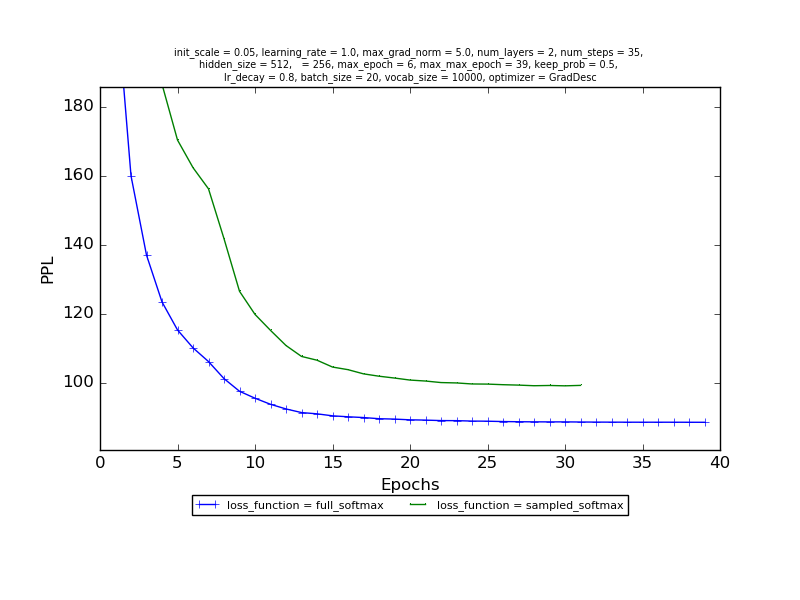 init_scale = 0.05, learning_rate = 1.0, max_grad_norm = 5.0, num_layers = 2, num_steps = 35,
hidden_size = 512,   = 256, max_epoch = 6, max_max_epoch = 39, keep_prob = 0.5,
lr_decay = 0.8, batch_size = 20, vocab_size = 10000, optimizer = GradDesc
180
160
140
120
100
PPL
0 5 10 15 20 25 30 35 40
Epochs
loss_function = full_softmax loss_function = sampled_softmax